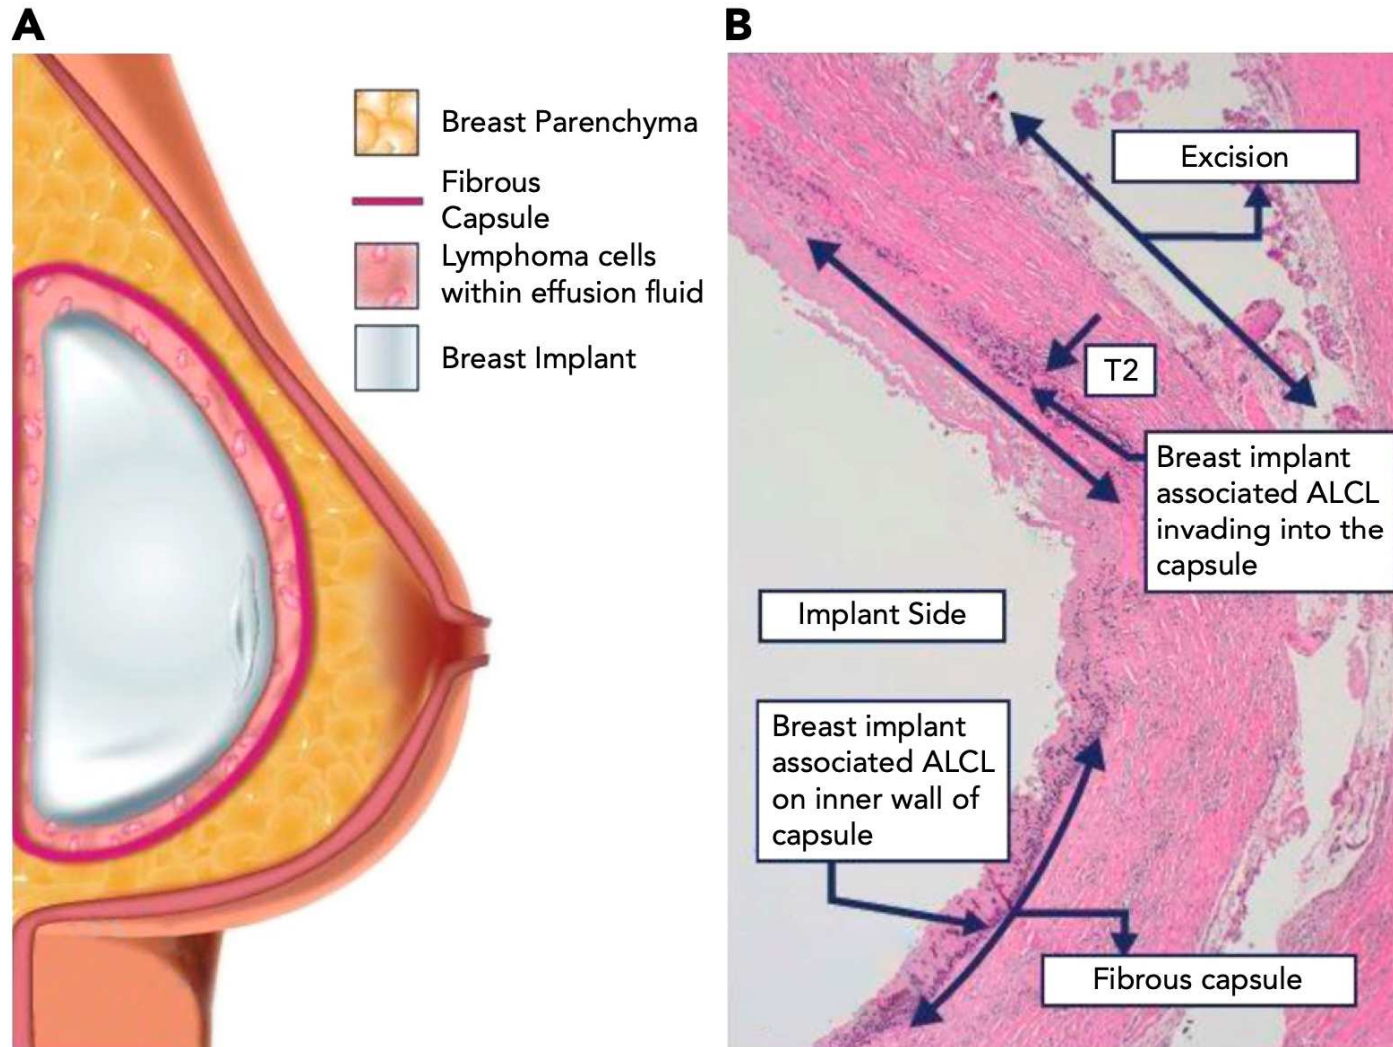 A
Breast Parenchyma
Fibrous
Capsule
Lymphoma cells
within effusion fluid
Breast Implant
B
Excision
T2
Breast implant
associated ALCL
invading into the
capsule
Implant Side
Breast implant
associated ALCL
on inner wall of
capsule
Fibrous capsule